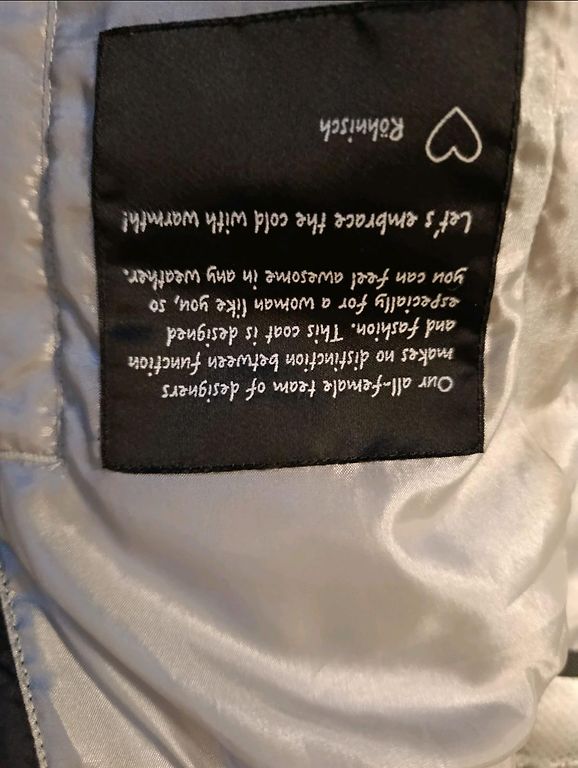 Our all-female team of designers
makes no distinction between function
and fashion. This coat is designed
especially for a woman like you, so
you can feel awesome in any weather.
Let's embrace the cold with warmth!
Röhnisch